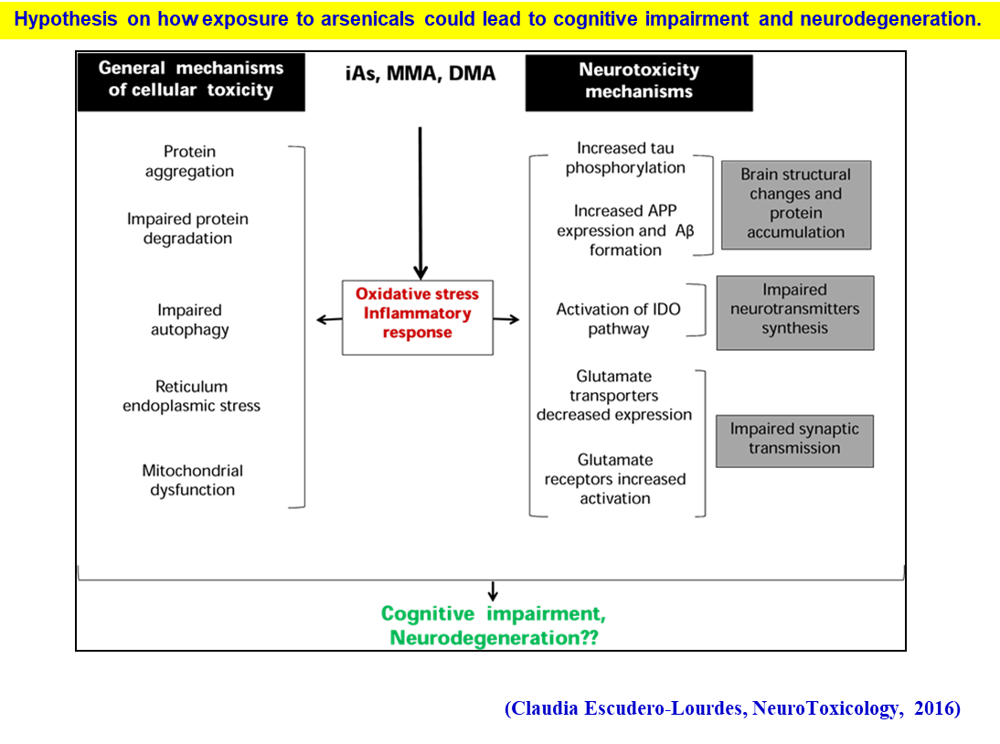 Hypothesis on how exposure to arsenicals could lead to cognitive impairment and neurodegeneration.
General mechanisms
of cellular toxicity
iAs, MMA, DMA
Neurotoxicity
mechanisms
Protein
aggregation
Impaired protein
degradation
Impaired
autophagy
Reticulum
endoplasmic stress
Mitochondrial
dysfunction
Oxidative stress
Inflammatory
response
Increased tau
phosphorylation
Increased APP
expression and Aβ
formation
Activation of IDO
pathway
Glutamate
transporters
decreased expression
Glutamate
receptors increased
activation
Brain structural
changes and
protein
accumulation
Impaired
neurotransmitters
synthesis
Impaired synaptic
transmission
Cognitive impairment,
Neurodegeneration??
(Claudia Escudero-Lourdes, NeuroToxicology, 2016)